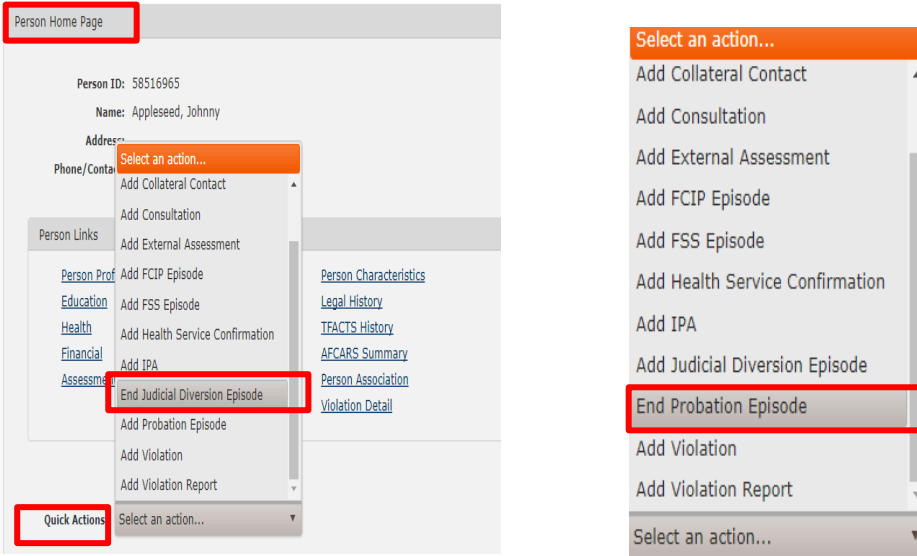 Person Home Page
Person ID: 58516965
Name: Appleseed, Johnny
Phone/Conta
Select an action...
Add Collateral Contact
Add Consultation
Add External Assessment
Add FCIP Episode
Add FSS Episode
Add Health Service Confirmation
Add IPA
End Judicial Diversion Episode
Add Probation Episode
Add Violation
Add Violation Report
Person Links
Person Prof
Education
Health
Financial
Assessme
Person Characteristics
Legal History
TFACTS History
AFCARS Summary
Person Association
Violation Detail
Quick Actions
Select an action...
Select an action...
Add Collateral Contact
Add Consultation
Add External Assessment
Add FCIP Episode
Add FSS Episode
Add Health Service Confirmation
Add IPA
Add Judicial Diversion Episode
End Probation Episode
Add Violation
Add Violation Report
Select an action...